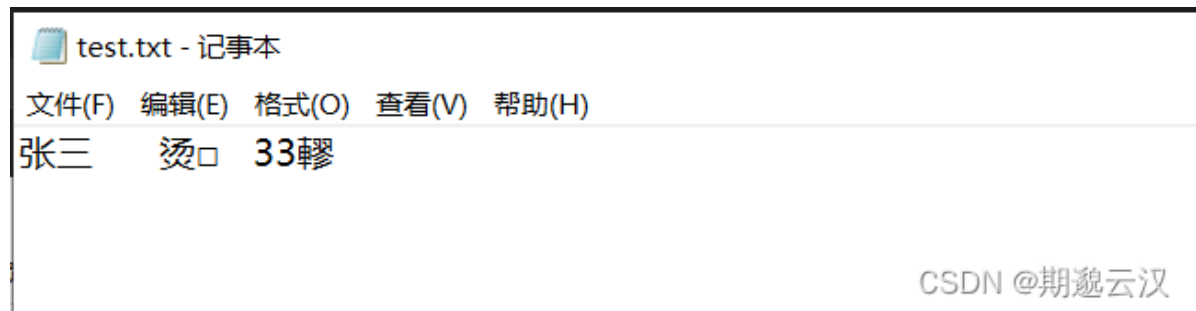 test.txt - 记事本
文件(F) 编辑(E) 格式(O) 查看(V) 帮助(H)
张三 烫□ 33轇
CSDN @期邈云汉